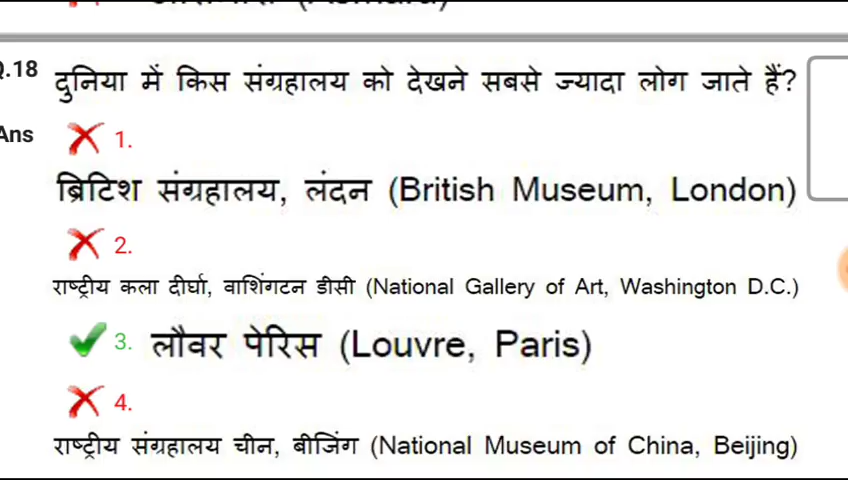 Q.18 दुनिया में किस संग्रहालय को देखने सबसे ज्यादा लोग जाते हैं?
Ans 1.
ब्रिटिश संग्रहालय, लंदन (British Museum, London)
2.
राष्ट्रीय कला दीर्घा, वाशिंगटन डीसी (National Gallery of Art, Washington D.C.)
3. लौवर पेरिस (Louvre, Paris)
4.
राष्ट्रीय संग्रहालय चीन, बीजिंग (National Museum of China, Beijing)